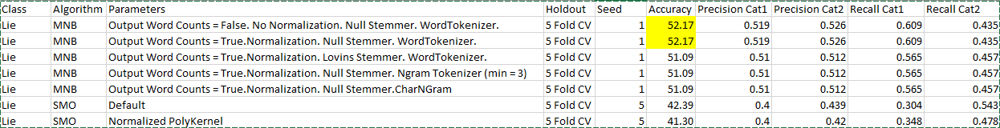 Class Algorithm Parameters Holdout Seed Accuracy Precision Cat1 Precision Cat2 Recall Cat1 Recall Cat2
Lie MNB Output Word Counts = False. No Normalization. Null Stemmer. WordTokenizer. 5 Fold CV 1 52.17 0.519 0.526 0.609 0.435
Lie MNB Output Word Counts = True.Normalization. Null Stemmer. WordTokenizer. 5 Fold CV 1 52.17 0.519 0.526 0.609 0.435
Lie MNB Output Word Counts = True.Normalization. Lovins Stemmer. WordTokenizer. 5 Fold CV 1 51.09 0.51 0.512 0.565 0.457
Lie MNB Output Word Counts = True.Normalization. Null Stemmer. Ngram Tokenizer (min = 3) 5 Fold CV 1 51.09 0.51 0.512 0.565 0.457
Lie MNB Output Word Counts = True.Normalization. Null Stemmer.CharNGram 5 Fold CV 1 51.09 0.51 0.512 0.565 0.457
Lie SMO Default 5 Fold CV 5 42.39 0.4 0.439 0.304 0.543
Lie SMO Normalized PolyKernel 5 Fold CV 5 41.30 0.4 0.42 0.348 0.478